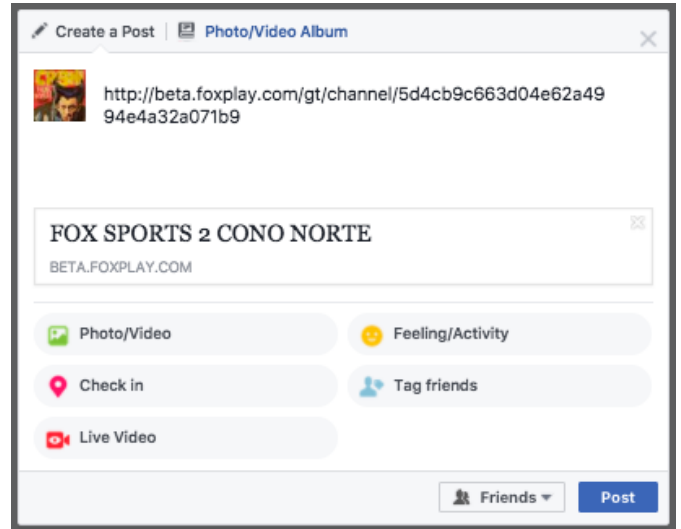 Create a Post
Photo/Video Album
http://beta.foxplay.com/gt/channel/5d4cb9c663d04e62a49
94e4a32a071b9
FOX SPORTS 2 CONO NORTE
BETA.FOXPLAY.COM
Photo/Video
Feeling/Activity
Check in
Tag friends
Live Video
Friends
Post